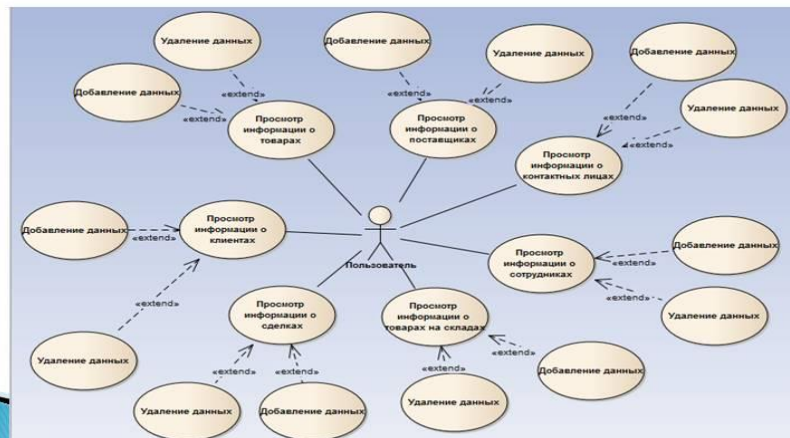 Удаление данных
Добавление данных
Удаление данных
Добавление данных
Добавление данных
Удаление данных
«extend»
«extend»
«extend»
«extend»
«extend»
«extend»
Просмотр
информации о
товарах
Просмотр
информации о
поставщиках
Просмотр
информации о
контактных лицах
Добавление данных
«extend»
Просмотр
информации о
клиентах
Пользователь
Просмотр
информации о
сотрудниках
«extend»
Добавление данных
«extend»
Удаление данных
«extend»
Удаление данных
Просмотр
информации о
сделках
Просмотр
информации о
товарах на складах
«extend»
«extend»
«extend»
«extend»
Удаление данных
Добавление данных
Удаление данных
Добавление данных